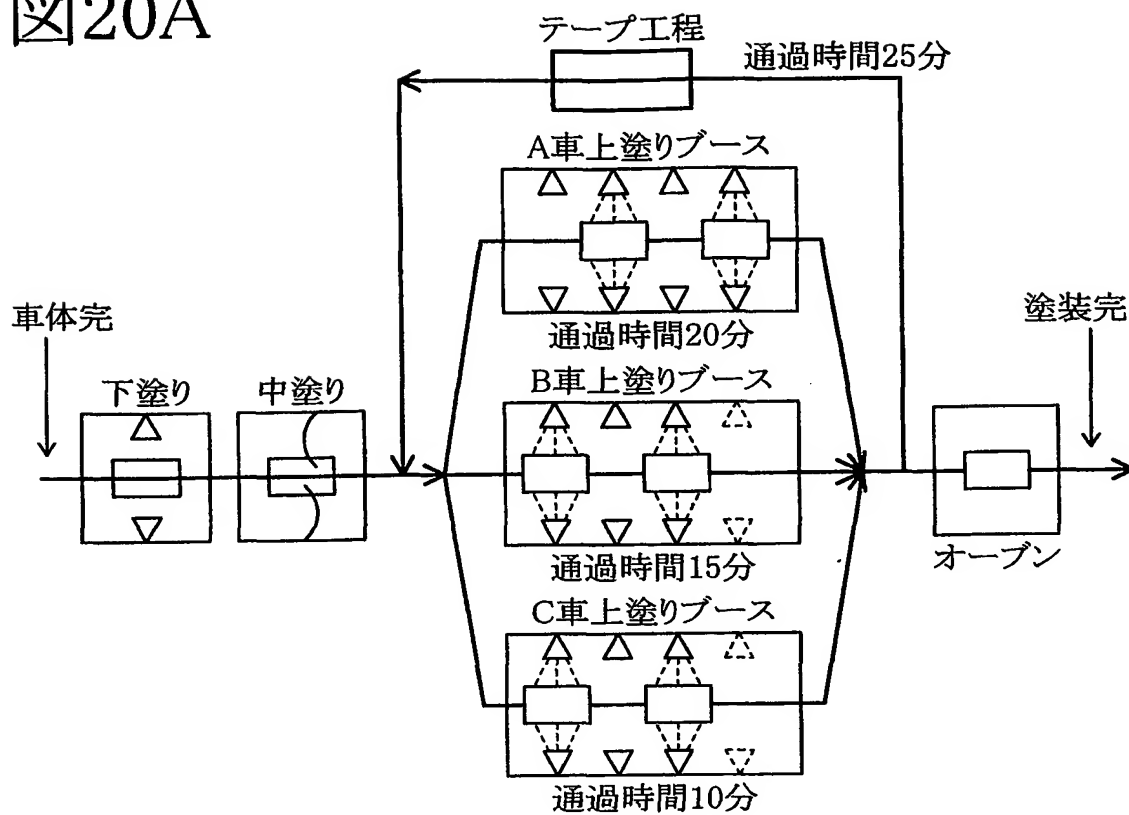 図20A
テープ工程
通過時間25分
A車上塗りブース
通過時間20分
車体完
塗装完
下塗り
中塗り
B車上塗りブース
通過時間15分
オーブン
C車上塗りブース
通過時間10分